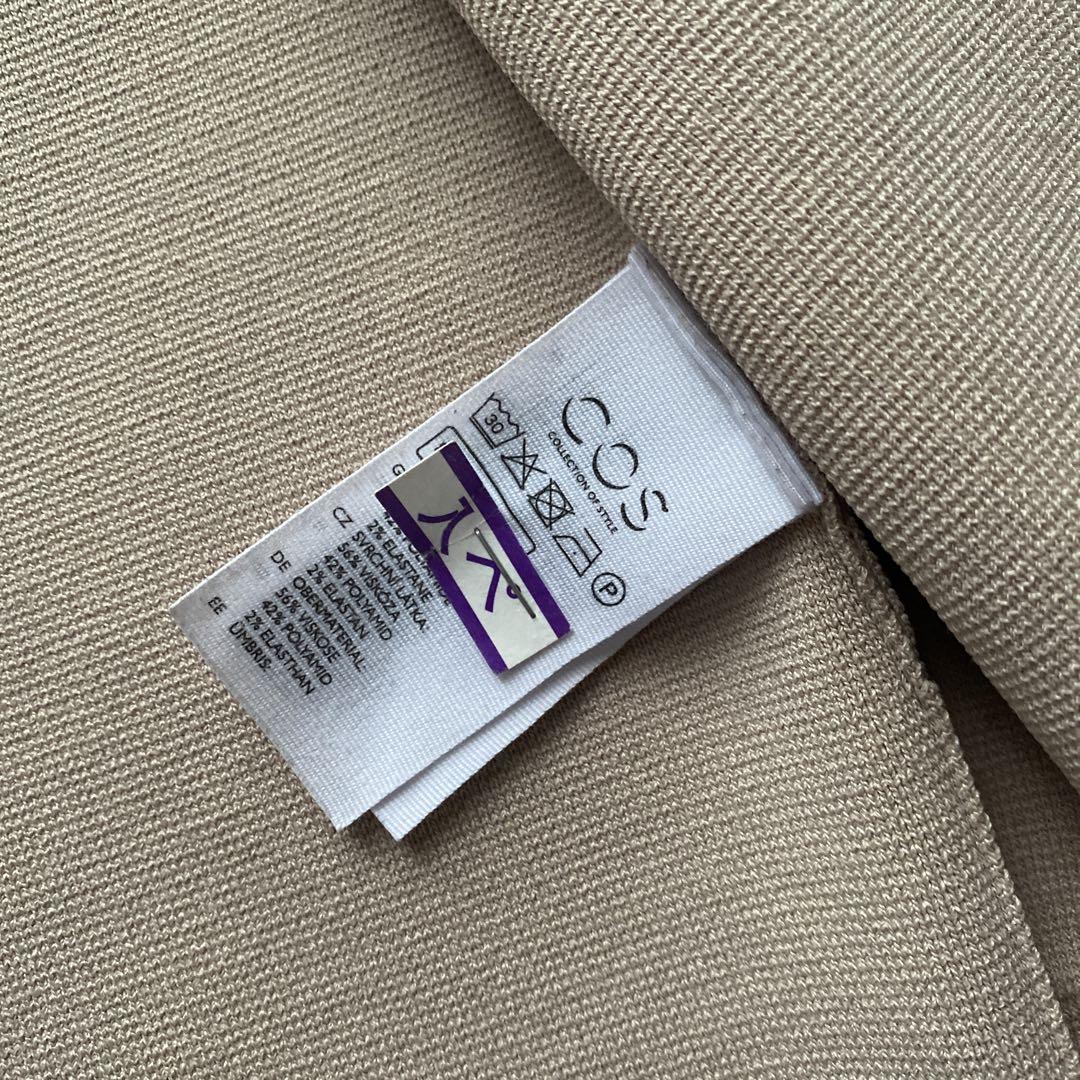 COS
COLLECTION OF STYLE
30
P
2% ELASTANE
CZ SVRCHNÍ LÁTKA:
56% VISKÓZA
42% POLYAMID
2% ELASTAN
DE OBERMATERIAL
56% VISKOSE
42% POLYAMID
2% ELASTHAN
EE ÜMBRIS: